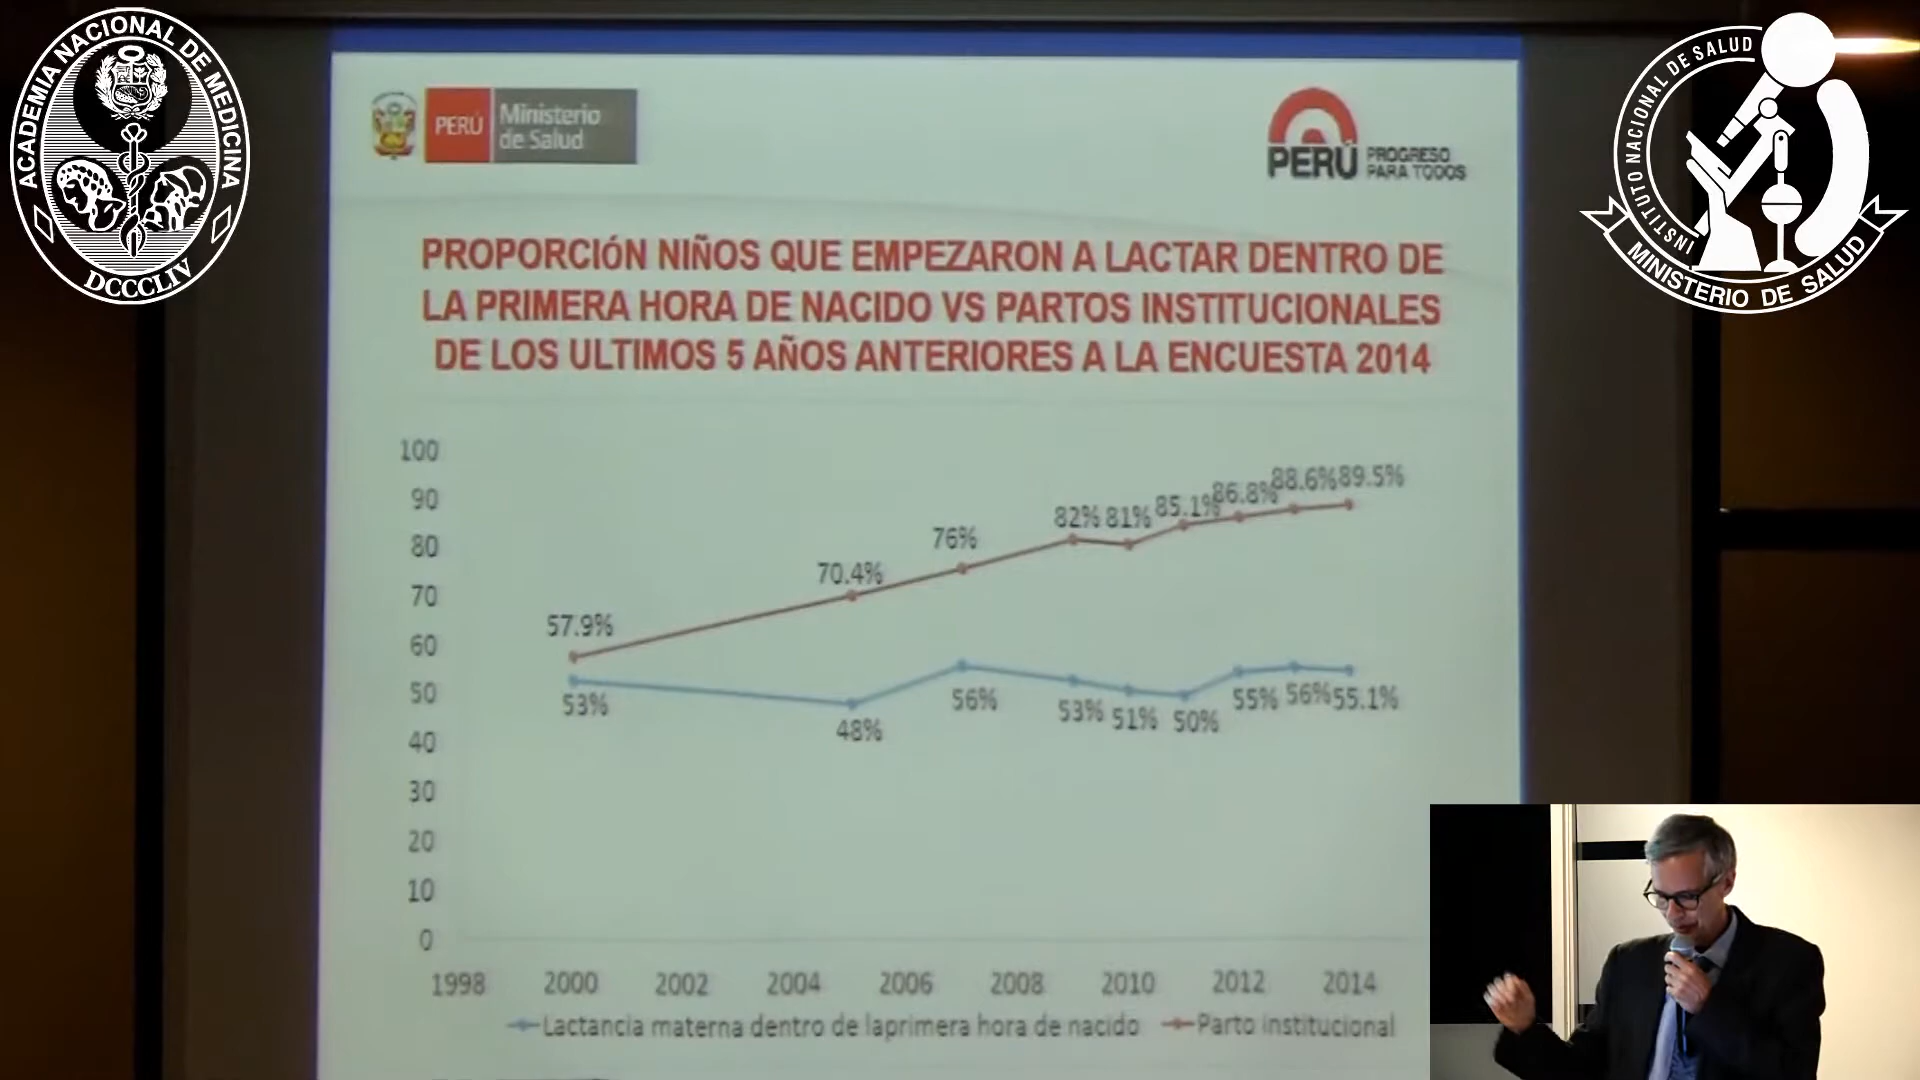 ACADEMIA NACIONAL DE MEDICINA
DCCCLIV
INSTITUTO NACIONAL DE SALUD
MINISTERIO DE SALUD
PERÚ
Ministerio
de Salud
PERÚ
PROGRESO
PARA TODOS
PROPORCIÓN NIÑOS QUE EMPEZARON A LACTAR DENTRO DE
LA PRIMERA HORA DE NACIDO VS PARTOS INSTITUCIONALES
DE LOS ULTIMOS 5 AÑOS ANTERIORES A LA ENCUESTA 2014
100
90
80
70
60
50
40
30
20
10
0
57.9%
70.4%
76%
82%
81%
85.1%
86.8%
88.6%
89.5%
53%
48%
56%
53%
51%
50%
55%
56%
55.1%
1998 2000 2002 2004 2006 2008 2010 2012 2014
Lactancia materna dentro de laprimera hora de nacido
Parto institucional